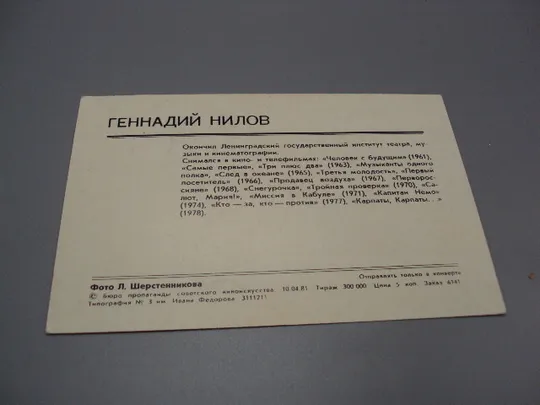 ГЕННАДИЙ НИЛОВ
Окончил Ленинградский государственный институт театра, му-
зыки и кинематографии.
Снимался в кино- и телефильмах: «Человек с будущим» (1961),
«Самые первые», «Три плюс два» (1963), «Музыканты одного
полка», «След в океане» (1965), «Третья молодость», «Первый
посетитель» (1966), «Продавец воздуха» (1967), «Перворос-
сияне» (1968), «Снегурочка», «Тройная проверка» (1970), «Са-
лют, Мария!», «Миссия в Кабуле» (1971), «Капитан Немо»
(1974), «Кто — за, кто — против» (1977), «Карпаты, Карпаты...»
(1978).
Отправлять только в конверте
Фото Л. Шерстенникова
© Бюро пропаганды советского киноискусства 10.04.81 Тираж 300 000 Цена 5 коп. Заказ 6141
Типография № 3 им. Ивана Федорова 3111211